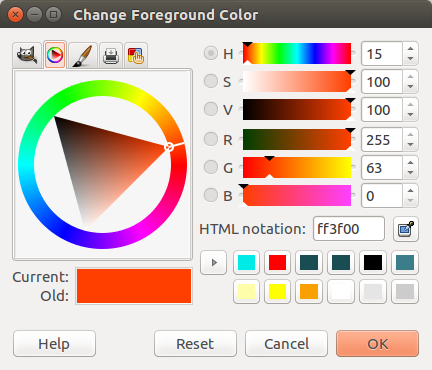 Change Foreground Color
H 15
S 100
V 100
R 255
G 63
B 0
HTML notation: ff3f00
Current:
Old:
Help Reset Cancel OK